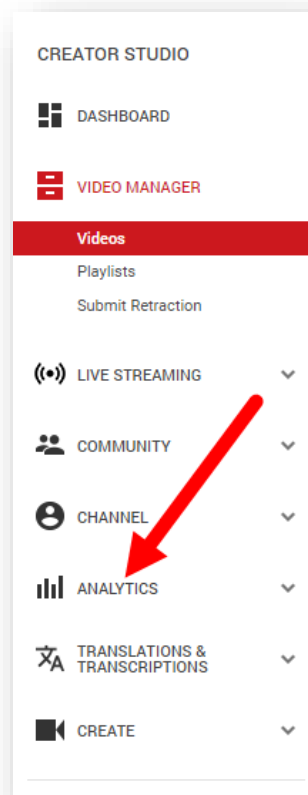 CREATOR STUDIO
DASHBOARD
VIDEO MANAGER
Videos
Playlists
Submit Retraction
LIVE STREAMING
COMMUNITY
CHANNEL
ANALYTICS
TRANSLATIONS &
TRANSCRIPTIONS
CREATE